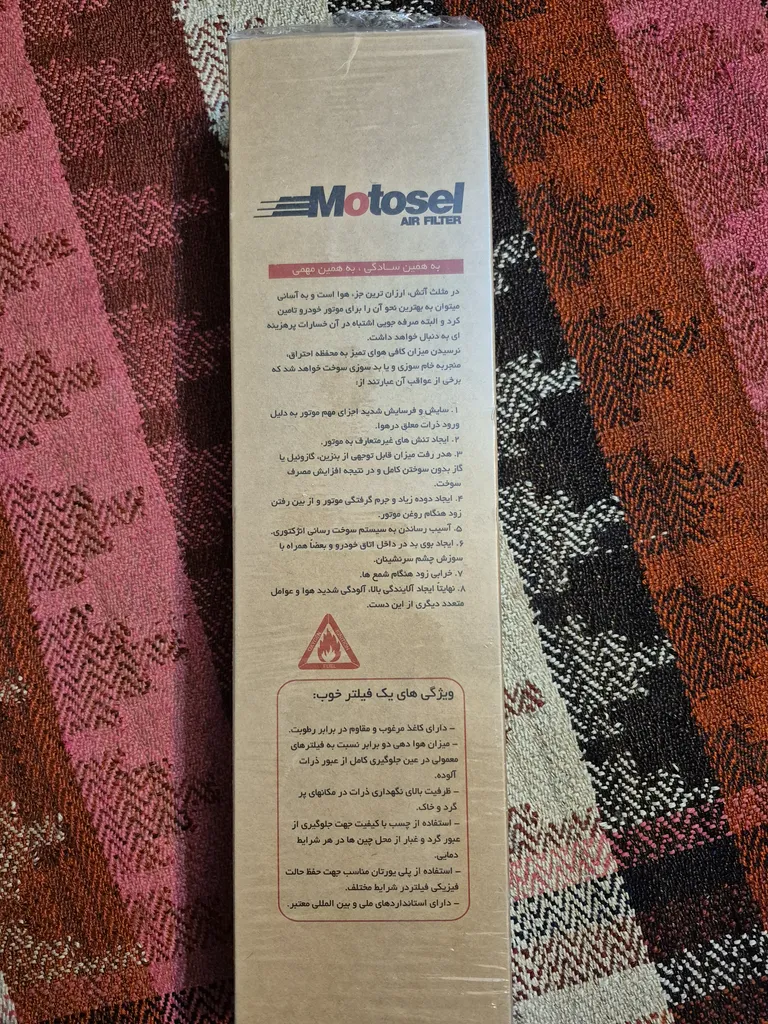 Motosel
AIR FILTER
به همین ســادگی ، به همین مهمی
در مثلث آتش، ارزان ترین جزء هوا است و به آسانی
میتوان به بهترین نحو آن را برای موتور خودرو تامین
کرد و البته صرفه جویی اشتباه در آن خسارات پرهزینه
ای به دنبال خواهد داشت.
نرسیدن میزان کافی هوای تمیز به محفظه احتراق،
منجربه خام سوزی و یا بد سوزی سوخت خواهد شد که
برخی از عواقب آن عبارتند از:
۱. سایش و فرسایش شدید اجزای مهم موتور به دلیل
ورود ذرات معلق درهوا.
۲. ایجاد تنش های غیرمتعارف به موتور.
۳. هدر رفت میزان قابل توجهی از بنزین، گازوئیل یا
گاز بدون سوختن کامل و در نتیجه افزایش مصرف
سوخت.
۴. ایجاد دوده زیاد و جرم گرفتگی موتور و از بین رفتن
زود هنگام روغن موتور.
۵. آسیب رساندن به سیستم سوخت رسانی انژکتوری.
۶. ایجاد بوی بد در داخل اتاق خودرو و بعضاً همراه با
سوزش چشم سرنشینان.
۷. خرابی زود هنگام شمع ها.
۸. نهایتاً ایجاد آلایندگی بالا، آلودگی شدید هوا و عوامل
متعدد دیگری از این دست.
ویژگی های یک فیلتر خوب:
– دارای کاغذ مرغوب و مقاوم در برابر رطوبت.
– میزان هوا دهی دو برابر نسبت به فیلترهای
معمولی در عین جلوگیری کامل از عبور ذرات
آلوده.
– ظرفیت بالای نگهداری ذرات در مکانهای پر
گرد و خاک.
– استفاده از چسب با کیفیت جهت جلوگیری از
عبور گرد و غبار از محل چین ها در هر شرایط
دمایی.
– استفاده از پلی یورتان مناسب جهت حفظ حالت
فیزیکی فیلتردر شرایط مختلف.
– دارای استانداردهای ملی و بین المللی معتبر.